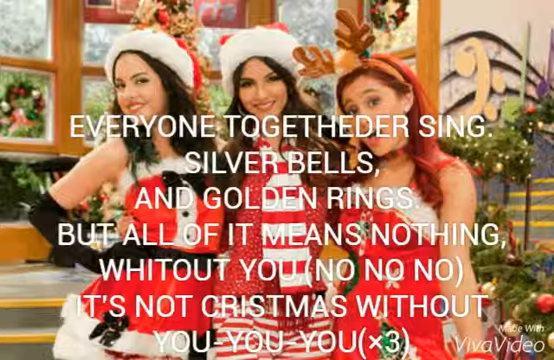 EVERYONE TOGETHEDER SING.
SILVER BELLS,
AND GOLDEN RINGS.
BUT ALL OF IT MEANS NOTHING,
WHITOUT YOU(NO NO NO)
IT'S NOT CRISTMAS WITHOUT
YOU-YOU-YOU(×3)
Made With
VivaVideo